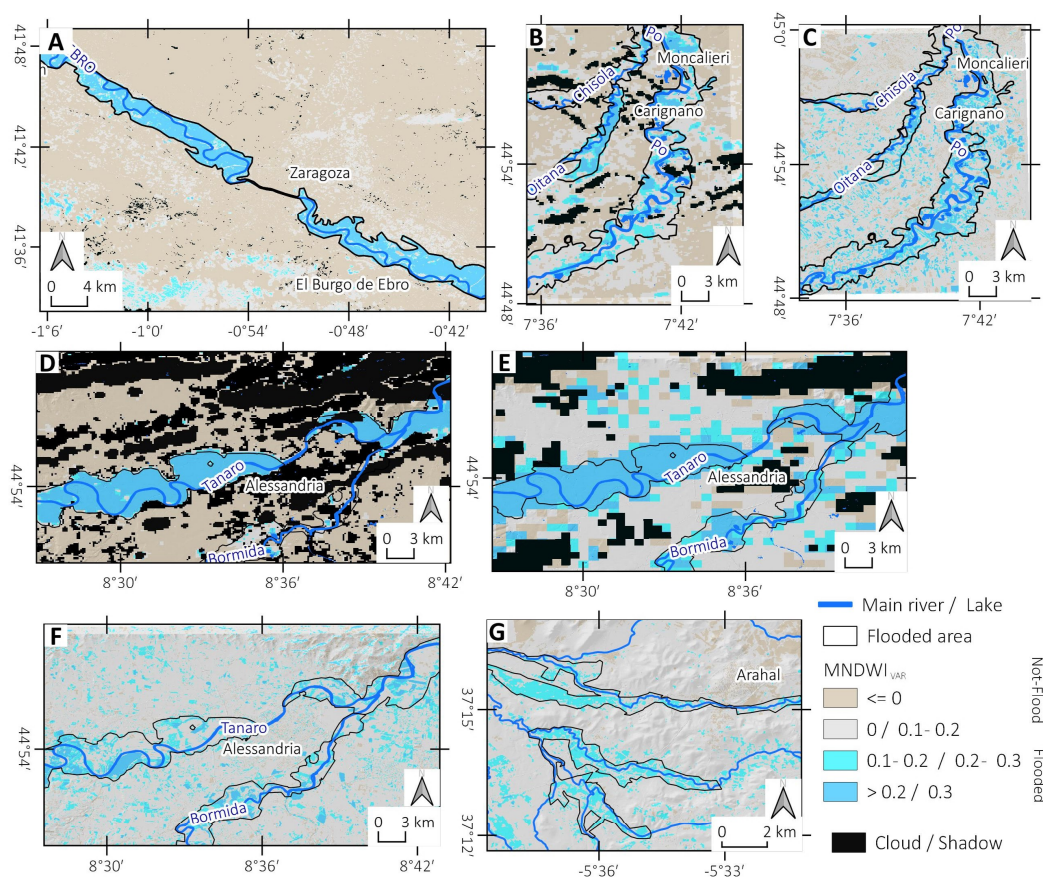 A
BRO
n
Zaragoza
El Burgo de Ebro
N
0 4 km
41°48'
41°42'
41°36'
-1°6'
-1°0'
-0°54'
-0°48'
-0°42'
B
Po
Moncalieri
Chisola
Carignano
Po
Oitana
N
0 3 km
44°54'
44°48'
7°36'
7°42'
C
Po
Moncalieri
Chisola
Carignano
Po
Oitana
N
0 3 km
45°0'
44°54'
44°48'
7°36'
7°42'
D
Tanaro
Alessandria
Bormida
N
0 3 km
44°54'
8°30'
8°36'
8°42'
E
Tanaro
Alessandria
Bormida
N
0 3 km
44°54'
8°30'
8°36'
F
Tanaro
Alessandria
Bormida
N
0 3 km
44°54'
8°30'
8°36'
8°42'
G
Arahal
N
0 2 km
37°15'
37°12'
-5°36'
-5°33'
Main river / Lake
Flooded area
MNDWI VAR
<= 0
0 / 0.1- 0.2
0.1- 0.2 / 0.2- 0.3
> 0.2 / 0.3
Not-Flood
Flooded
Cloud / Shadow